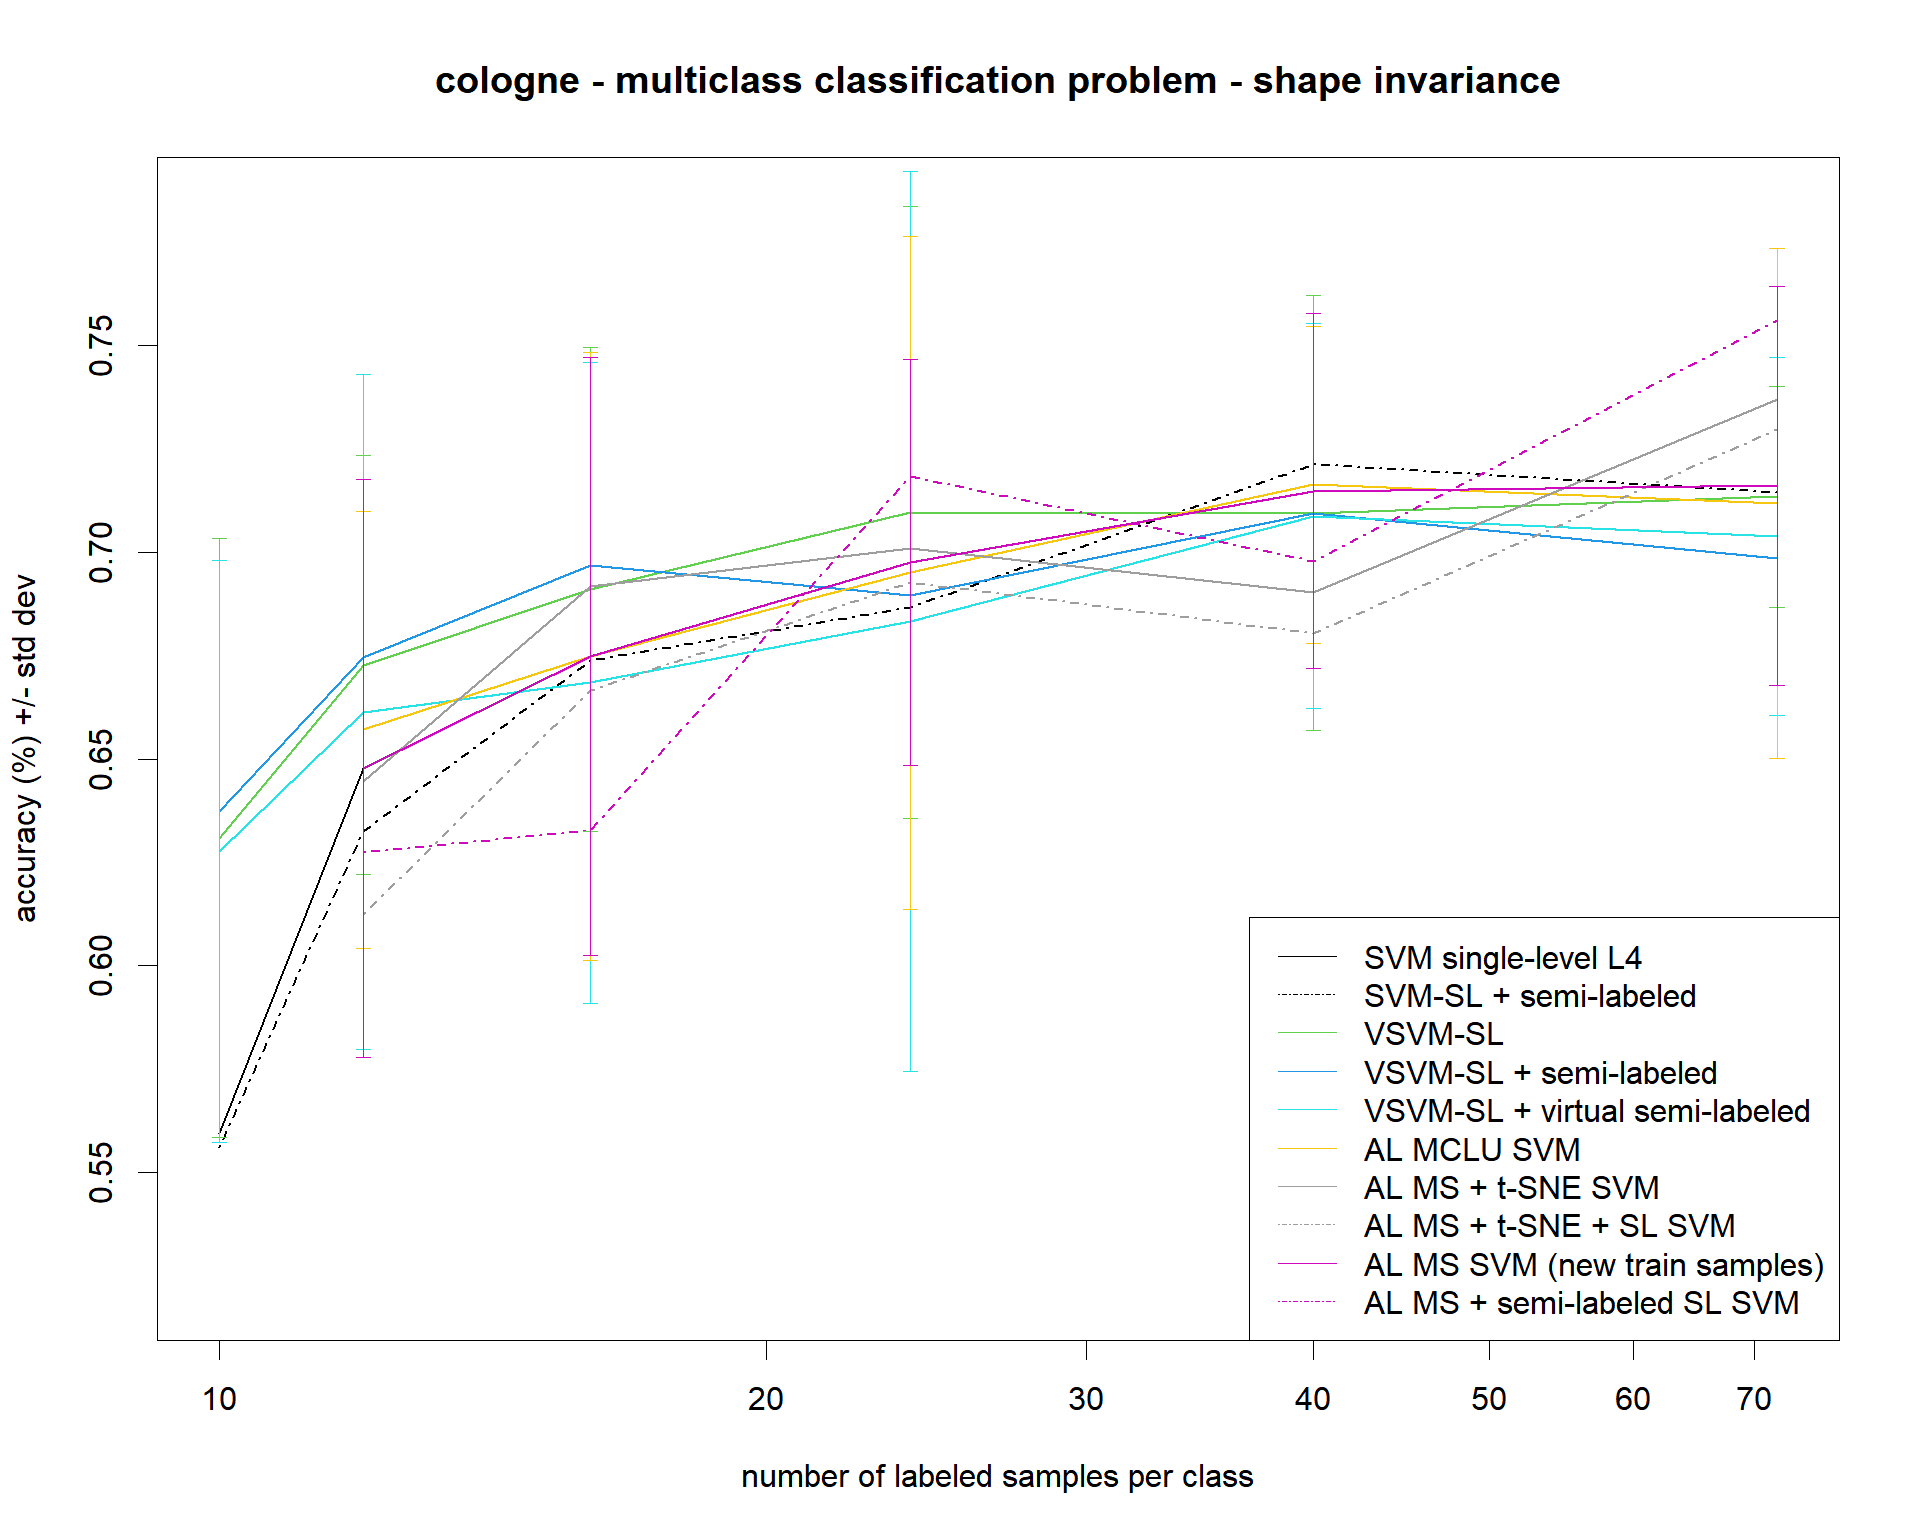 cologne - multiclass classification problem - shape invariance
accuracy (%) +/- std dev
0.75
0.70
0.65
0.60
0.55
SVM single-level L4
SVM-SL + semi-labeled
VSVM-SL
VSVM-SL + semi-labeled
VSVM-SL + virtual semi-labeled
AL MCLU SVM
AL MS + t-SNE SVM
AL MS + t-SNE + SL SVM
AL MS SVM (new train samples)
AL MS + semi-labeled SL SVM
10 20 30 40 50 60 70
number of labeled samples per class